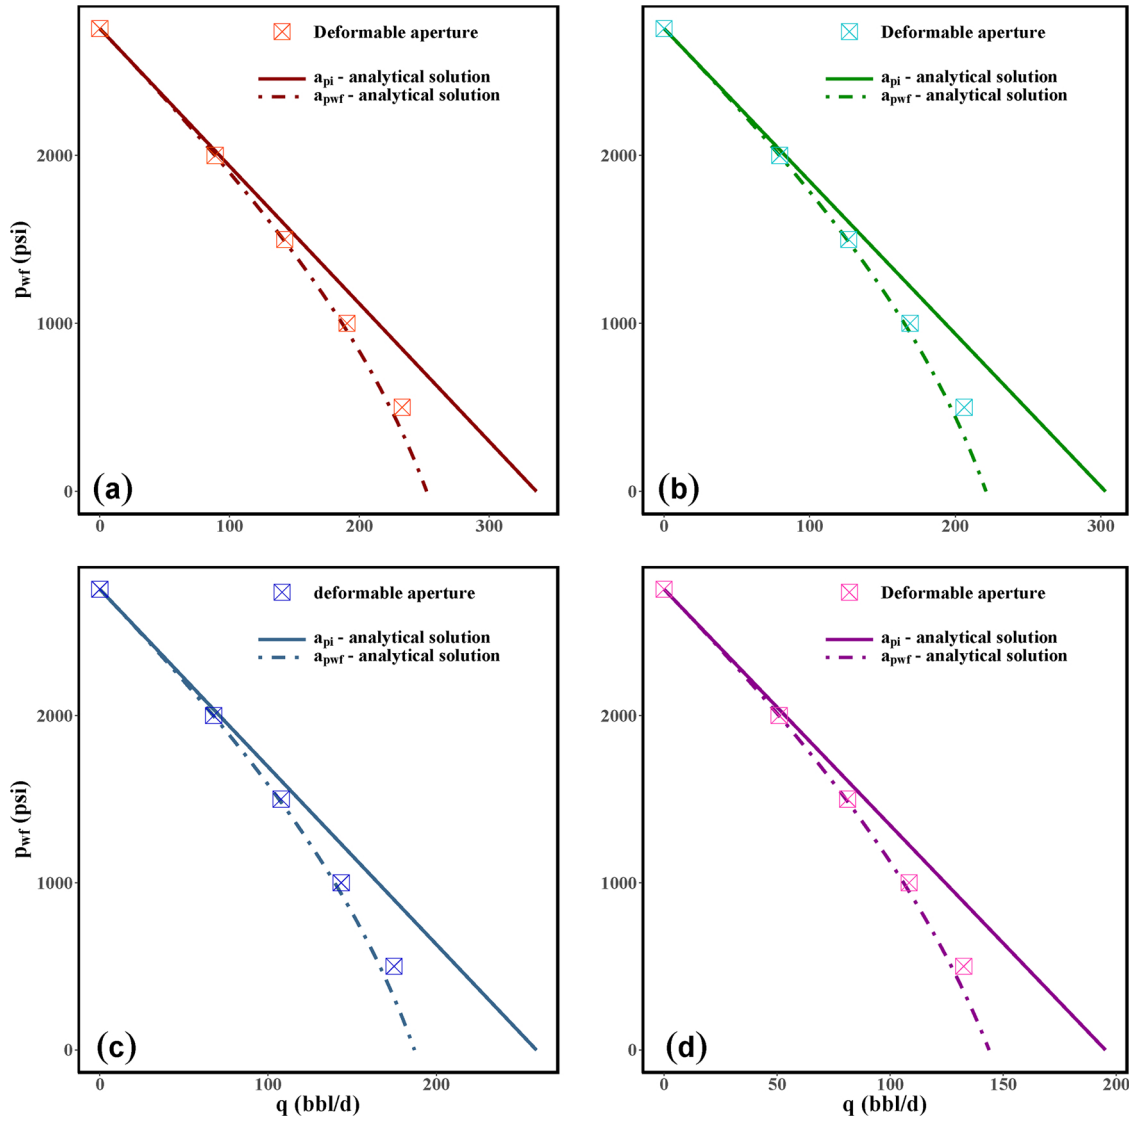 Deformable aperture
a_pi - analytical solution
a_pwf - analytical solution
2000
1000
0
p_wf (psi)
(a)
0 100 200 300
Deformable aperture
a_pi - analytical solution
a_pwf - analytical solution
2000
1000
0
(b)
0 100 200 300
deformable aperture
a_pi - analytical solution
a_pwf - analytical solution
2000
1000
0
p_wf (psi)
(c)
0 100 200
q (bbl/d)
Deformable aperture
a_pi - analytical solution
a_pwf - analytical solution
2000
1000
0
(d)
0 50 100 150 200
q (bbl/d)